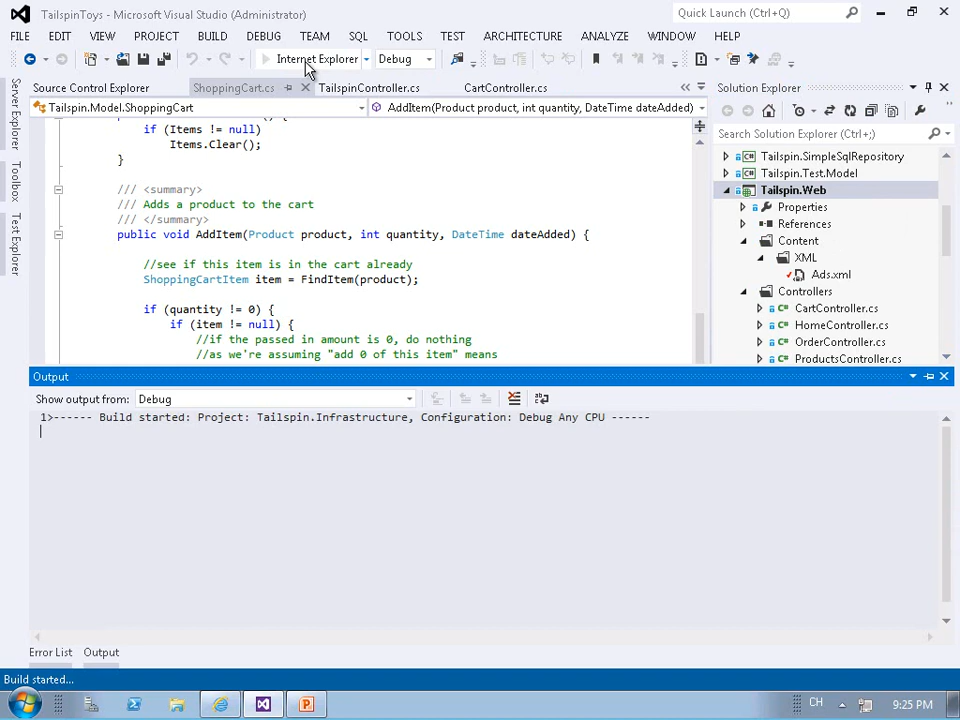 TailspinToys - Microsoft Visual Studio (Administrator)
Quick Launch (Ctrl+Q)
FILE EDIT VIEW PROJECT BUILD DEBUG TEAM SQL TOOLS TEST ARCHITECTURE ANALYZE WINDOW HELP
Internet Explorer Debug
Source Control Explorer ShoppingCart.cs TailspinController.cs CartController.cs
Tailspin.Model.ShoppingCart
AddItem(Product product, int quantity, DateTime dateAdded)
Server Explorer
Toolbox
Test Explorer
if (Items != null)
Items.Clear();
}
/// <summary>
/// Adds a product to the cart
/// </summary>
public void AddItem(Product product, int quantity, DateTime dateAdded) {
//see if this item is in the cart already
ShoppingCartItem item = FindItem(product);
if (quantity != 0) {
if (item != null) {
//if the passed in amount is 0, do nothing
//as we're assuming "add 0 of this item" means
Solution Explorer
Search Solution Explorer (Ctrl+;)
Tailspin.SimpleSqlRepository
Tailspin.Test.Model
Tailspin.Web
Properties
References
Content
XML
Ads.xml
Controllers
CartController.cs
HomeController.cs
OrderController.cs
ProductsController.cs
Output
Show output from: Debug
1>------ Build started: Project: Tailspin.Infrastructure, Configuration: Debug Any CPU ------
Error List Output
Build started...
CH 9:25 PM